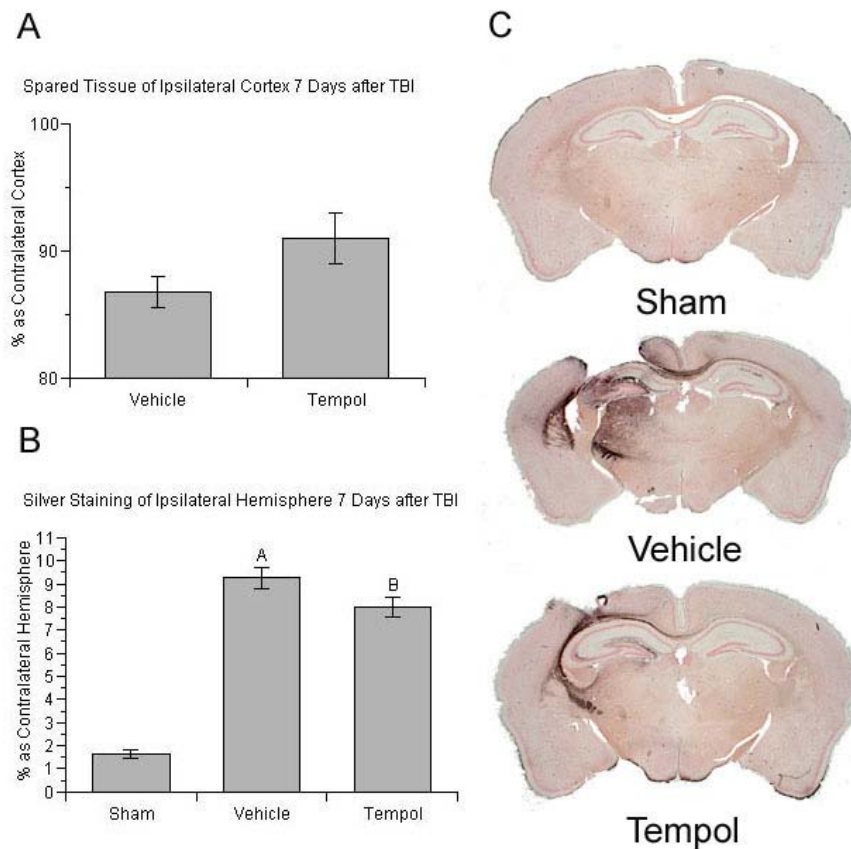 A
Spared Tissue of Ipsilateral Cortex 7 Days after TBI
% as Contralateral Cortex
100
90
80
Vehicle
Tempol
B
Silver Staining of Ipsilateral Hemisphere 7 Days after TBI
% as Contralateral Hemisphere
11
10
9
8
7
6
5
4
3
2
1
0
A
B
Sham
Vehicle
Tempol
C
Sham
Vehicle
Tempol